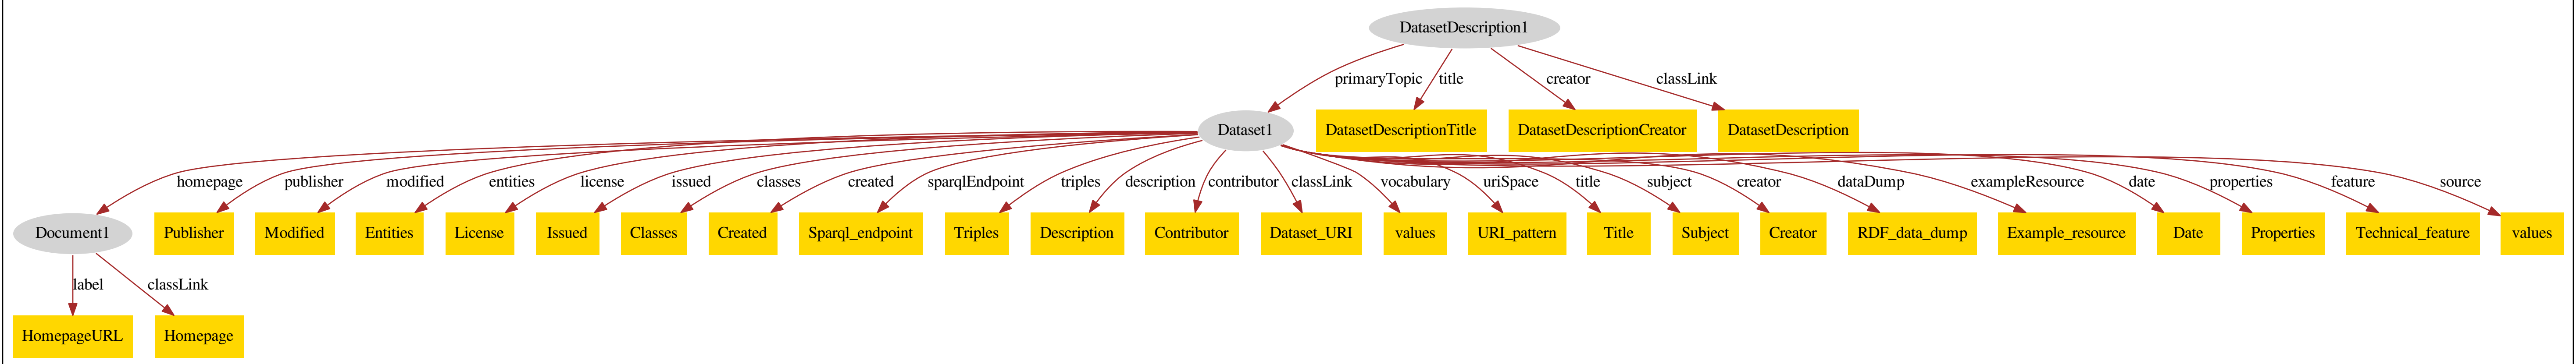 DatasetDescription1
primaryTopic title creator classLink
Dataset1 DatasetDescriptionTitle DatasetDescriptionCreator DatasetDescription
homepage publisher modified entities license issued classes created sparqlEndpoint triples description contributor classLink vocabulary uriSpace title subject creator dataDump exampleResource date properties feature source
Document1 Publisher Modified Entities License Issued Classes Created Sparql_endpoint Triples Description Contributor Dataset_URI values URI_pattern Title Subject Creator RDF_data_dump Example_resource Date Properties Technical_feature values
label classLink
HomepageURL Homepage